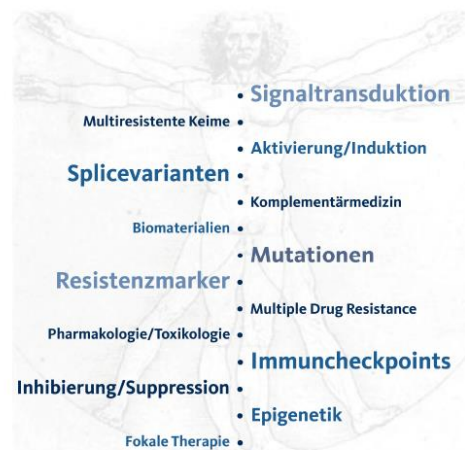 • Signaltransduktion
Multiresistente Keime •
• Aktivierung/Induktion
Splicevarianten •
• Komplementärmedizin
Biomaterialien •
• Mutationen
Resistenzmarker •
• Multiple Drug Resistance
Pharmakologie/Toxikologie •
• Immuncheckpoints
Inhibierung/Suppression •
• Epigenetik
Fokale Therapie •